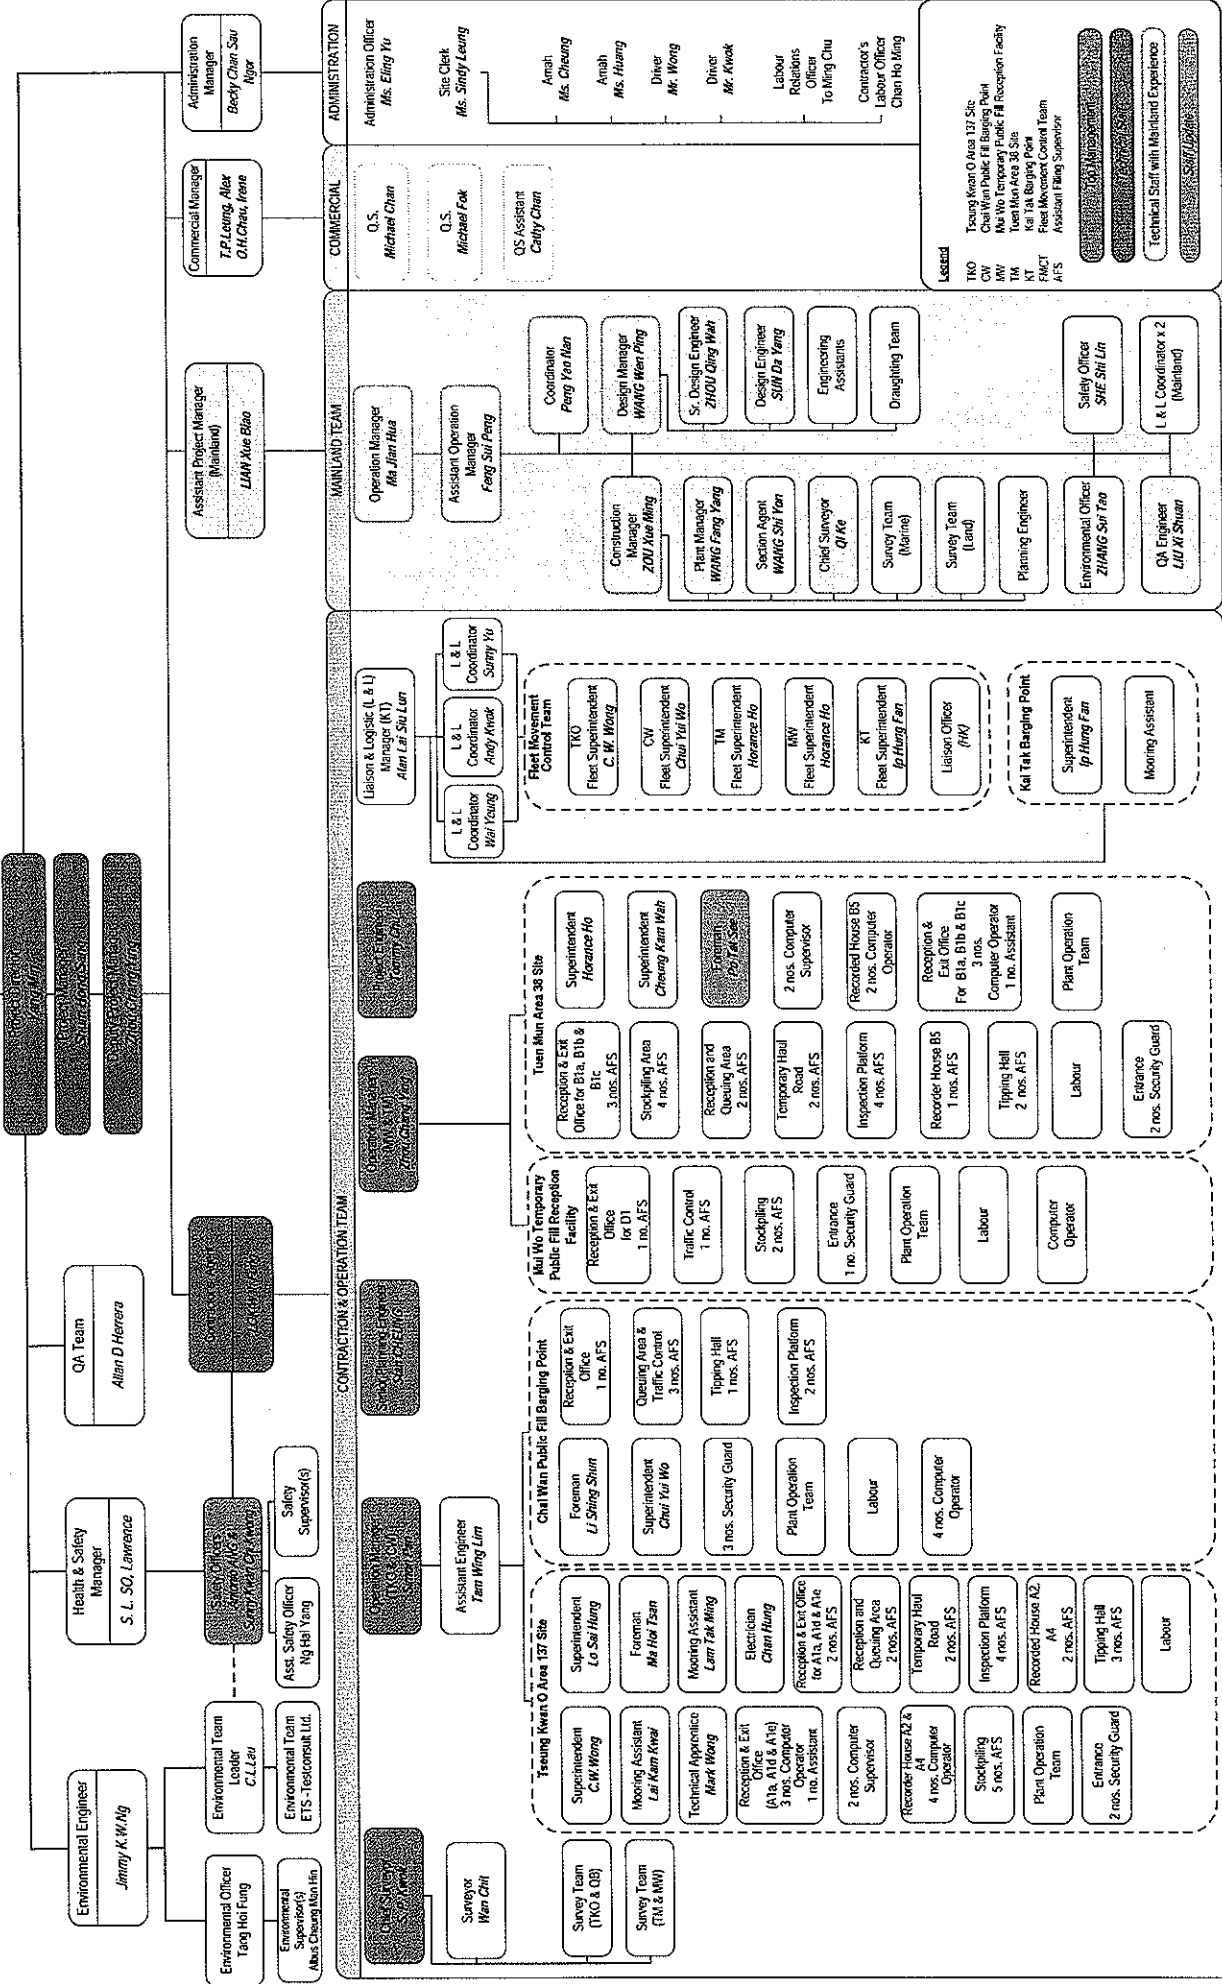 Environmental Engineer
Jimmy K.W.Ng
Health & Safety
Manager
S. L. SO, Lawrence
QA Team
Allan D Herrera
Assistant Project Manager
(Mainland)
LIAN Xue Biao
Commercial Manager
T.P.Leung, Alex
O.H.Chau, Irene
Administration
Manager
Becky Chan Sau
Ngor
Environmental Officer
Tang Hoi Fung
Environmental Team
Leader
C.L.Lau
Environmental
Supervisor(s)
Albus Cheung Man Hin
Environmental Team
ETS -Testconsult Ltd.
Asst. Safety Officer
Ng Hai Yang
Safety
Supervisor(s)
CONTRACTION & OPERATION TEAM
Surveyor
Wan Chit
Survey Team
(TKO & QB)
Survey Team
(TM & MW)
Assistant Engineer
Tam Wing Lim
Tseung Kwan O Area 137 Site
Superintendent
C.W.Wong
Mooring Assistant
Lai Kam Kwai
Technical Apprentice
Mark Wong
Reception & Exit
Office
(A1a, A1d & A1e)
3 nos. Computer
Operator
1 no. Assistant
2 nos. Computer
Supervisor
Recorder House A2 &
A4
4 nos. Computer
Operator
Stockpiling
5 nos. AFS
Plant Operation
Team
Entrance
2 nos. Security Guard
Superintendent
Lo Sai Hung
Foreman
Ma Hoi Tsan
Mooring Assistant
Lam Tak Ming
Electrician
Chan Hung
Reception & Exit Office
for A1a, A1d & A1e
2 nos. AFS
Reception and
Queuing Area
2 nos. AFS
Temporary Haul
Road
2 nos. AFS
Inspection Platform
4 nos. AFS
Recorded House A2,
A4
2 nos. AFS
Tipping Hall
3 nos. AFS
Labour
Chai Wan Public Fill Barging Point
Foreman
Li Shing Shun
Superintendent
Chui Yui Wo
3 nos. Security Guard
Plant Operation
Team
Labour
4 nos. Computer
Operator
Reception & Exit
Office
1 no. AFS
Queuing Area &
Traffic Control
3 nos. AFS
Tipping Hall
1 nos. AFS
Inspection Platform
2 nos. AFS
Mui Wo Temporary
Public Fill Reception
Facility
Reception & Exit
Office
for D1
1 no. AFS
Traffic Control
1 no. AFS
Stockpiling
2 nos. AFS
Entrance
1 no. Security Guard
Plant Operation
Team
Labour
Computer
Operator
Tuen Mun Area 38 Site
Reception & Exit
Office for B1a, B1b &
B1c
3 nos. AFS
Stockpiling Area
4 nos. AFS
Reception and
Queuing Area
2 nos. AFS
Temporary Haul
Road
2 nos. AFS
Inspection Platform
4 nos. AFS
Recorder House B5
1 nos. AFS
Tipping Hall
2 nos. AFS
Labour
Entrance
2 nos. Security Guard
Superintendent
Horance Ho
Superintendent
Cheung Kam Wah
Foreman
2 nos. Computer
Supervisor
Recorded House B5
2 nos. Computer
Operator
Reception &
Exit Office
For B1a, B1b & B1c
3 nos.
Computer Operator
1 no. Assistant
Plant Operation
Team
Liaison & Logistic (L & L)
Manager (KT)
Alan Lai Siu Lun
L & L
Coordinator
Wai Yeung
L & L
Coordinator
Andy Kwok
L & L
Coordinator
Sunny Yu
Fleet Movement
Control Team
TKO
Fleet Superintendent
C. W. Wong
CW
Fleet Superintendent
Chui Yui Wo
TM
Fleet Superintendent
Horance Ho
MW
Fleet Superintendent
Horance Ho
KT
Fleet Superintendent
Ip Hung Fan
Liaison Officer
(HK)
Kai Tak Barging Point
Superintendent
Ip Hung Fan
Mooring Assistant
MAINLAND TEAM
Operation Manager
Ma Jian Hua
Assistant Operation
Manager
Feng Sui Peng
Construction
Manager
ZOU Xue Ming
Plant Manager
WANG Fang Yang
Section Agent
WANG Shi Yon
Chief Surveyor
QI Ke
Survey Team
(Marine)
Survey Team
(Land)
Planning Engineer
Environmental Officer
ZHANG Sui Tao
QA Engineer
LIU Xi Shuan
Coordinator
Peng Yao Nan
Design Manager
WANG Wen Ping
Sr. Design Engineer
ZHOU Qing Wah
Design Engineer
SUN Da Yang
Engineering
Assistants
Draughting Team
Safety Officer
SHE Shi Lin
L & L Coordinator x 2
(Mainland)
COMMERCIAL
Q.S.
Michael Chan
Q.S.
Michael Fok
QS Assistant
Cathy Chan
ADMINISTRATION
Administration Officer
Ms. Eling Yu
Site Clerk
Ms. Sindy Leung
Amah
Ms. Cheung
Amah
Ms. Huang
Driver
Mr. Wong
Driver
Mr. Kwok
Labour
Relations
Officer
To Ming Chu
Contractor's
Labour Officer
Chan Ho Ming
Legend
TKO Tseung Kwan O Area 137 Site
CW Chai Wan Public Fill Barging Point
MW Mui Wo Temporary Public Fill Reception Facility
TM Tuen Mun Area 38 Site
KT Kai Tak Barging Point
FMCT Fleet Movement Control Team
AFS Assistant Filling Supervisor
Top Management
Technical Staff
Technical Staff with Mainland Experience
Staff Update